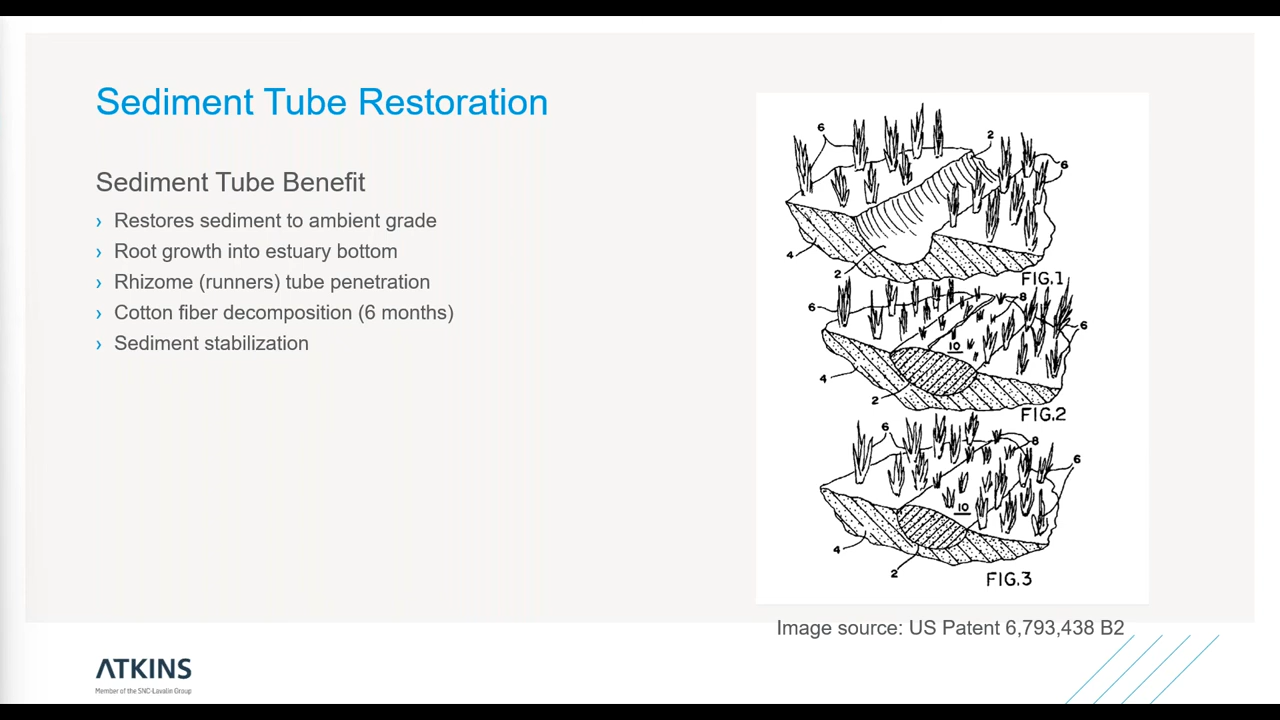 Sediment Tube Restoration
Sediment Tube Benefit
› Restores sediment to ambient grade
› Root growth into estuary bottom
› Rhizome (runners) tube penetration
› Cotton fiber decomposition (6 months)
› Sediment stabilization
6
2
6
4
2
FIG.1
6
8
6
10
4
2
FIG.2
6
8
6
10
4
2
FIG.3
Image source: US Patent 6,793,438 B2
ATKINS
Member of the SNC-Lavalin Group